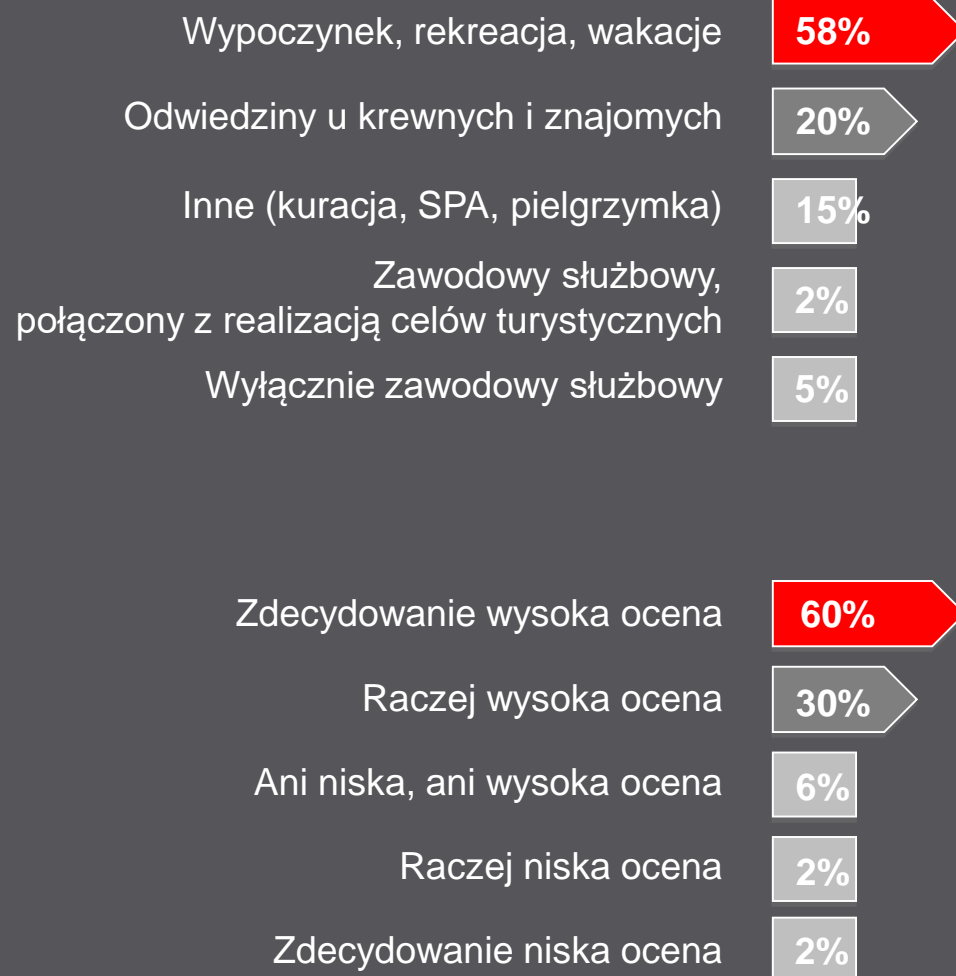 Wypoczynek, rekreacja, wakacje 58%
Odwiedziny u krewnych i znajomych 20%
Inne (kuracja, SPA, pielgrzymka) 15%
Zawodowy służbowy,
połączony z realizacją celów turystycznych 2%
Wyłącznie zawodowy służbowy 5%
Zdecydowanie wysoka ocena 60%
Raczej wysoka ocena 30%
Ani niska, ani wysoka ocena 6%
Raczej niska ocena 2%
Zdecydowanie niska ocena 2%